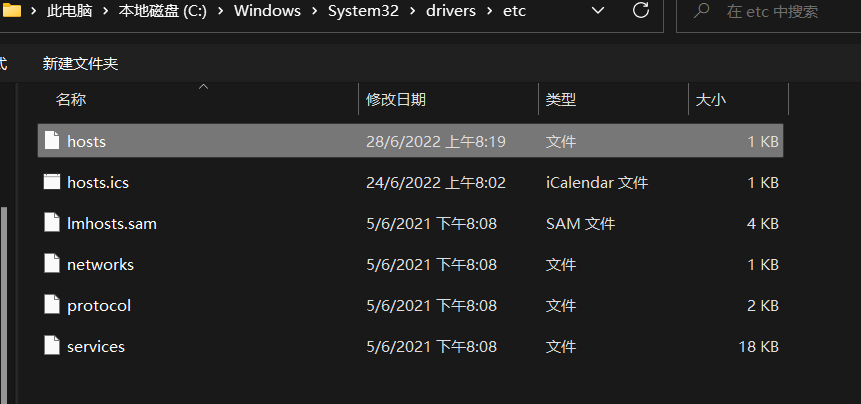 此电脑 › 本地磁盘 (C:) › Windows › System32 › drivers › etc 在 etc 中搜索
式 新建文件夹
名称 修改日期 类型 大小
hosts 28/6/2022 上午8:19 文件 1 KB
hosts.ics 24/6/2022 上午8:02 iCalendar 文件 1 KB
lmhosts.sam 5/6/2021 下午8:08 SAM 文件 4 KB
networks 5/6/2021 下午8:08 文件 1 KB
protocol 5/6/2021 下午8:08 文件 2 KB
services 5/6/2021 下午8:08 文件 18 KB